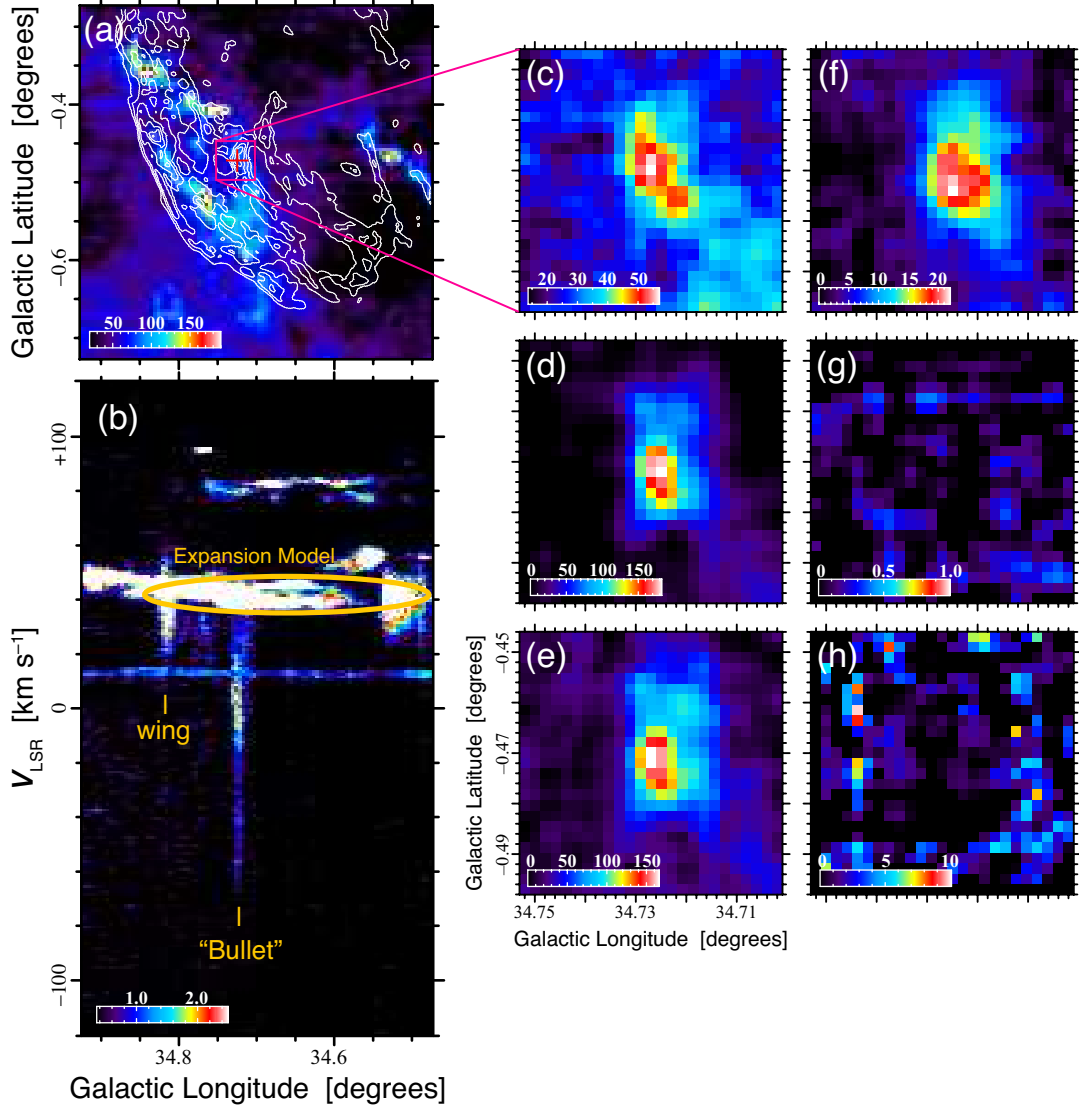 (a)
Galactic Latitude [degrees]
−0.4
−0.6
50 100 150
(b)
+100
0
−100
V_LSR [km s⁻¹]
Expansion Model
wing
“Bullet”
1.0 2.0
34.8 34.6
Galactic Longitude [degrees]
(c)
20 30 40 50
(f)
0 5 10 15 20
(d)
0 50 100 150
(g)
0 0.5 1.0
(e)
−0.45
−0.47
−0.49
Galactic Latitude [degrees]
0 50 100 150
34.75 34.73 34.71
Galactic Longitude [degrees]
(h)
0 5 10